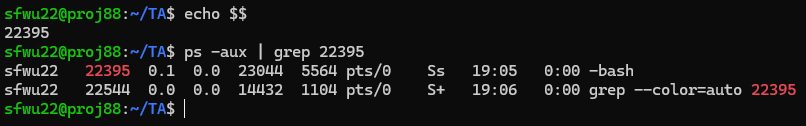 sfwu22@proj88:~/TA$ echo $$
22395
sfwu22@proj88:~/TA$ ps -aux | grep 22395
sfwu22   22395  0.1  0.0  23044  5564 pts/0    Ss   19:05   0:00 -bash
sfwu22   22544  0.0  0.0  14432  1104 pts/0    S+   19:06   0:00 grep --color=auto 22395
sfwu22@proj88:~/TA$